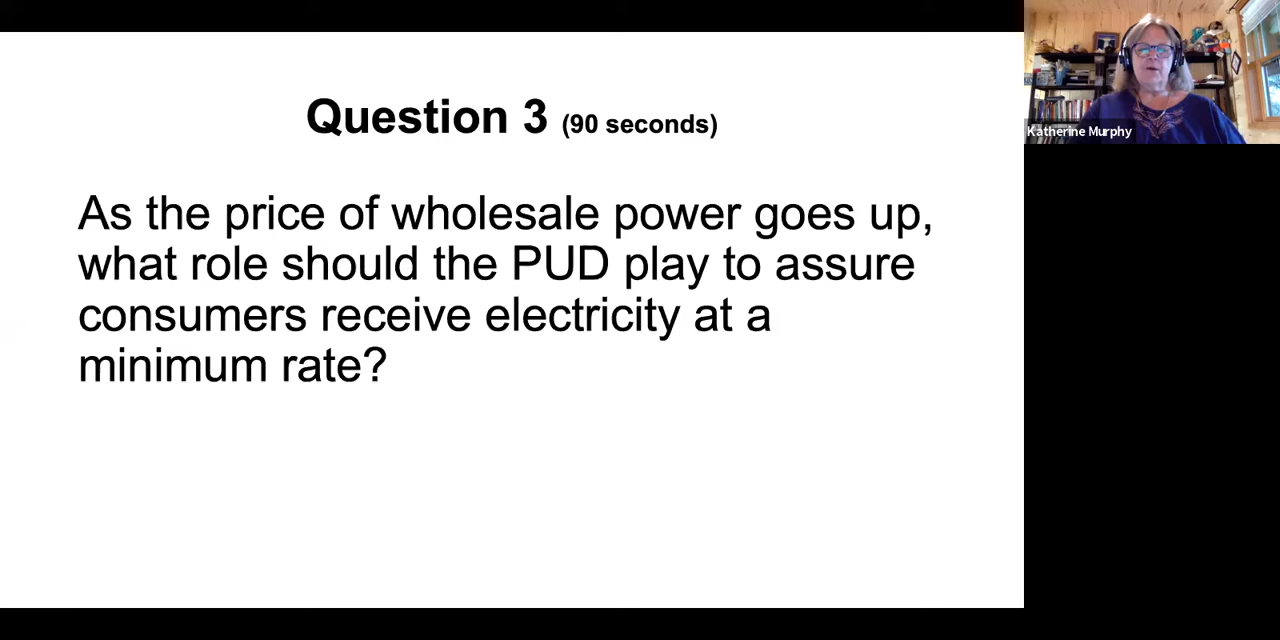 Question 3 (90 seconds)
As the price of wholesale power goes up,
what role should the PUD play to assure
consumers receive electricity at a
minimum rate?
Katherine Murphy